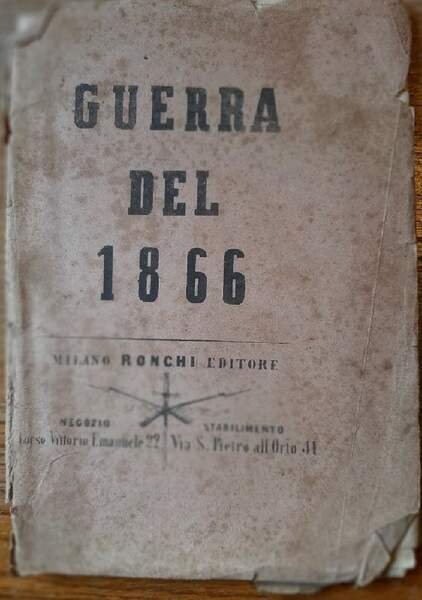 GUERRA
DEL
1866
MILANO RONCHI EDITORE
NEGOZIO STABILIMENTO
Corso Vittorio Emanuele 22 Via S. Pietro all'Orto 41